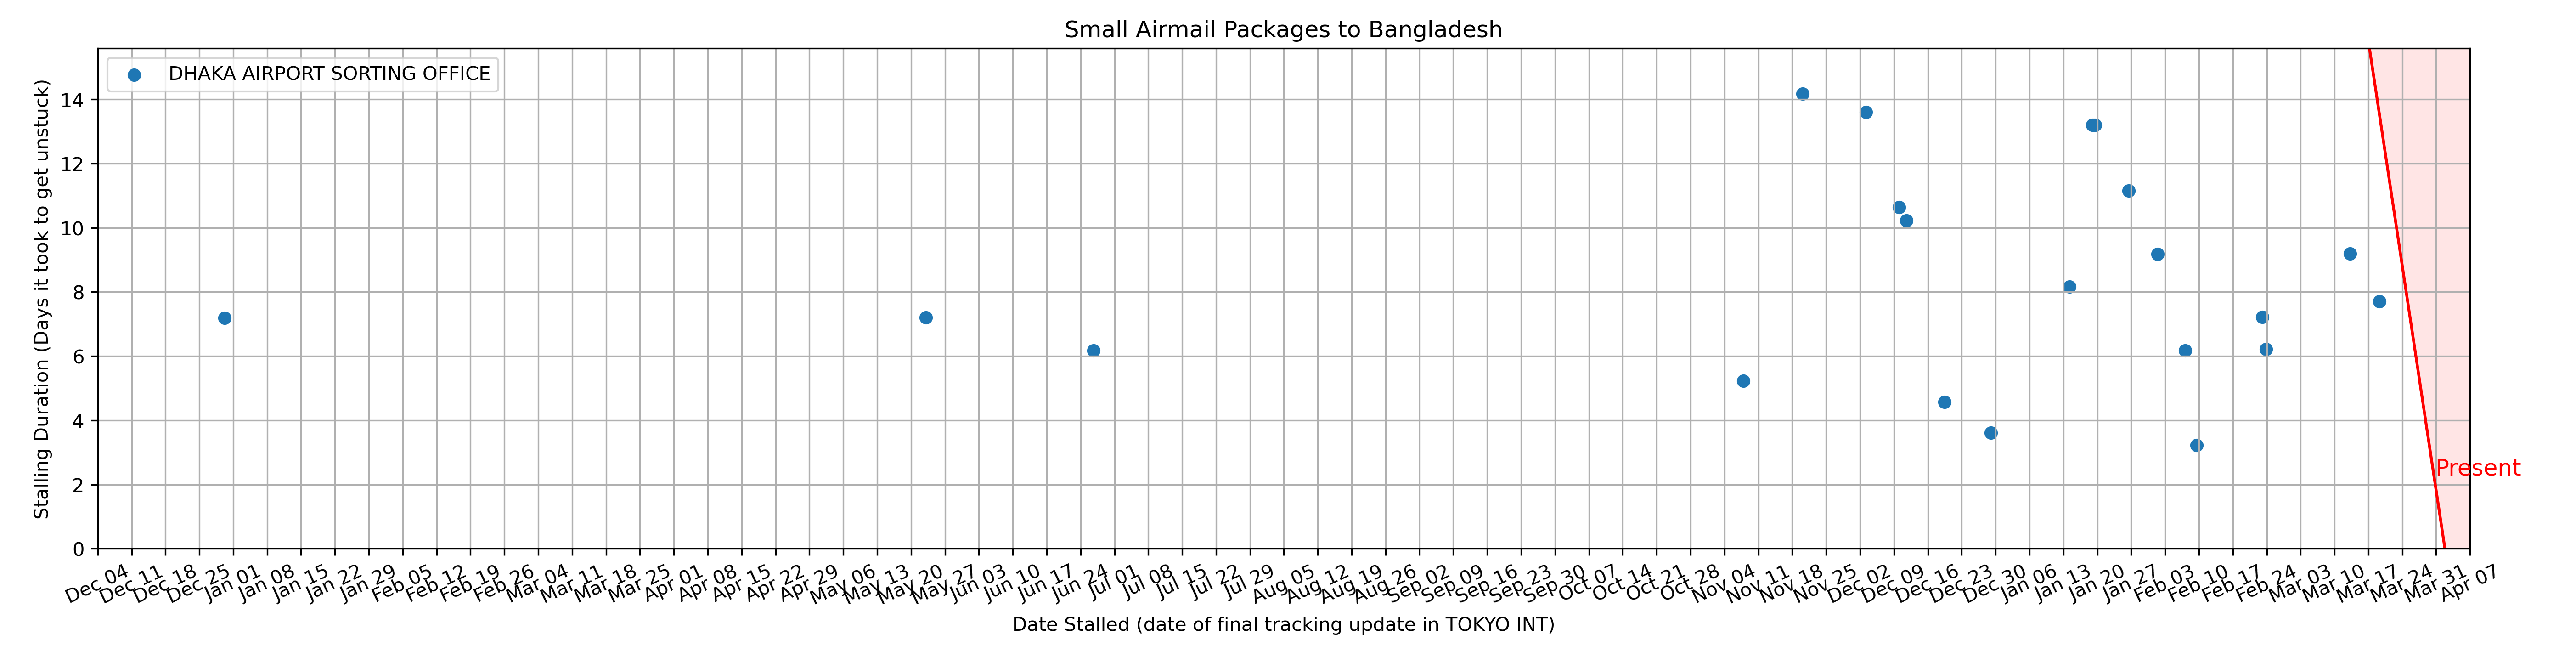 Small Airmail Packages to Bangladesh
DHAKA AIRPORT SORTING OFFICE
Stalling Duration (Days it took to get unstuck)
14
12
10
8
6
4
2
0
Present
Dec 04
Dec 11
Dec 18
Dec 25
Jan 01
Jan 08
Jan 15
Jan 22
Jan 29
Feb 05
Feb 12
Feb 19
Feb 26
Mar 04
Mar 11
Mar 18
Mar 25
Apr 01
Apr 08
Apr 15
Apr 22
Apr 29
May 06
May 13
May 20
May 27
Jun 03
Jun 10
Jun 17
Jun 24
Jul 01
Jul 08
Jul 15
Jul 22
Jul 29
Aug 05
Aug 12
Aug 19
Aug 26
Sep 02
Sep 09
Sep 16
Sep 23
Sep 30
Oct 07
Oct 14
Oct 21
Oct 28
Nov 04
Nov 11
Nov 18
Nov 25
Dec 02
Dec 09
Dec 16
Dec 23
Dec 30
Jan 06
Jan 13
Jan 20
Jan 27
Feb 03
Feb 10
Feb 17
Feb 24
Mar 03
Mar 10
Mar 17
Mar 24
Mar 31
Apr 07
Date Stalled (date of final tracking update in TOKYO INT)